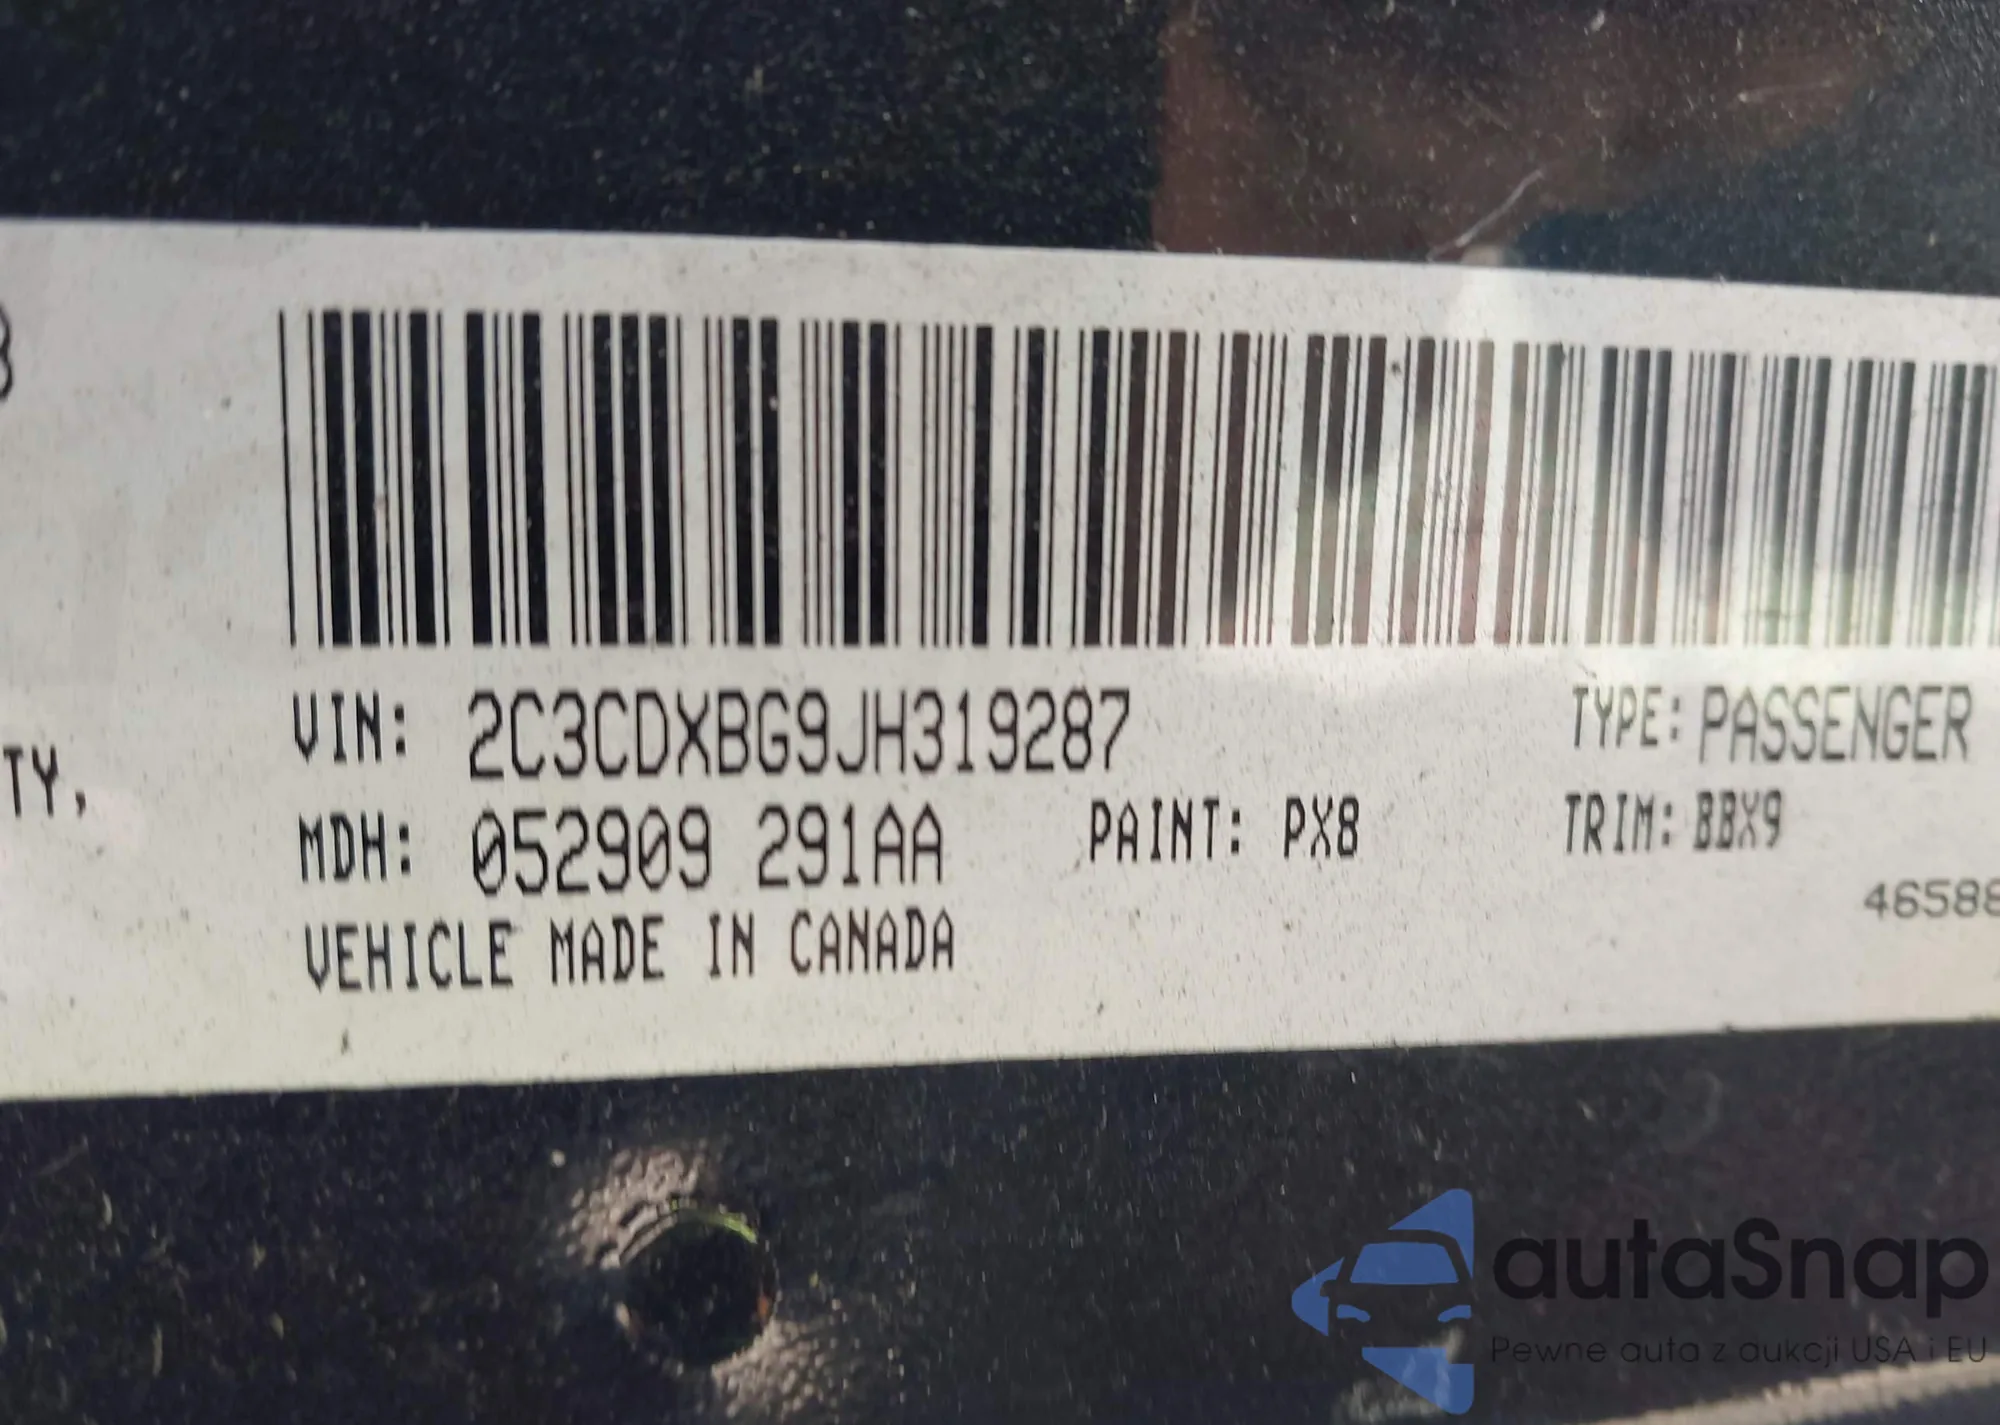 VIN: 2C3CDXBG9JH319287
TYPE: PASSENGER
TY,
MDH: 052909 291AA
PAINT: PX8
TRIM: BBX9
46588
VEHICLE MADE IN CANADA
autaSnap
Pewne auta z aukcji USA i EU